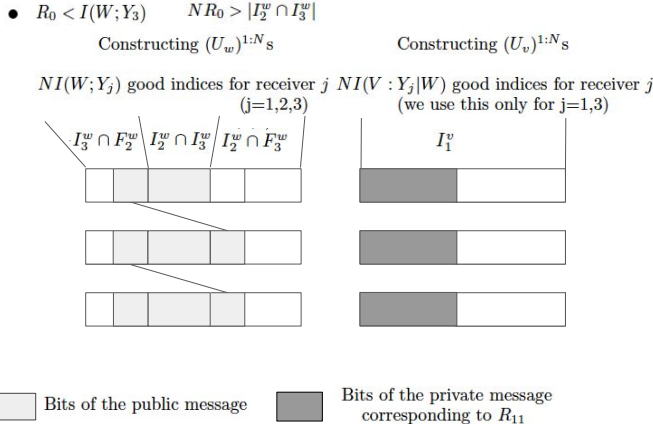 • R₀ < I(W;Y₃) NR₀ > |I₂ʷ ∩ I₃ʷ|
Constructing (U_w)^{1:N}s Constructing (U_v)^{1:N}s
NI(W;Y_j) good indices for receiver j NI(V : Y_j|W) good indices for receiver j
(j=1,2,3) (we use this only for j=1,3)
I₃ʷ ∩ F₂ʷ I₂ʷ ∩ I₃ʷ I₂ʷ ∩ F₃ʷ I₁ᵛ
Bits of the public message
Bits of the private message
corresponding to R₁₁